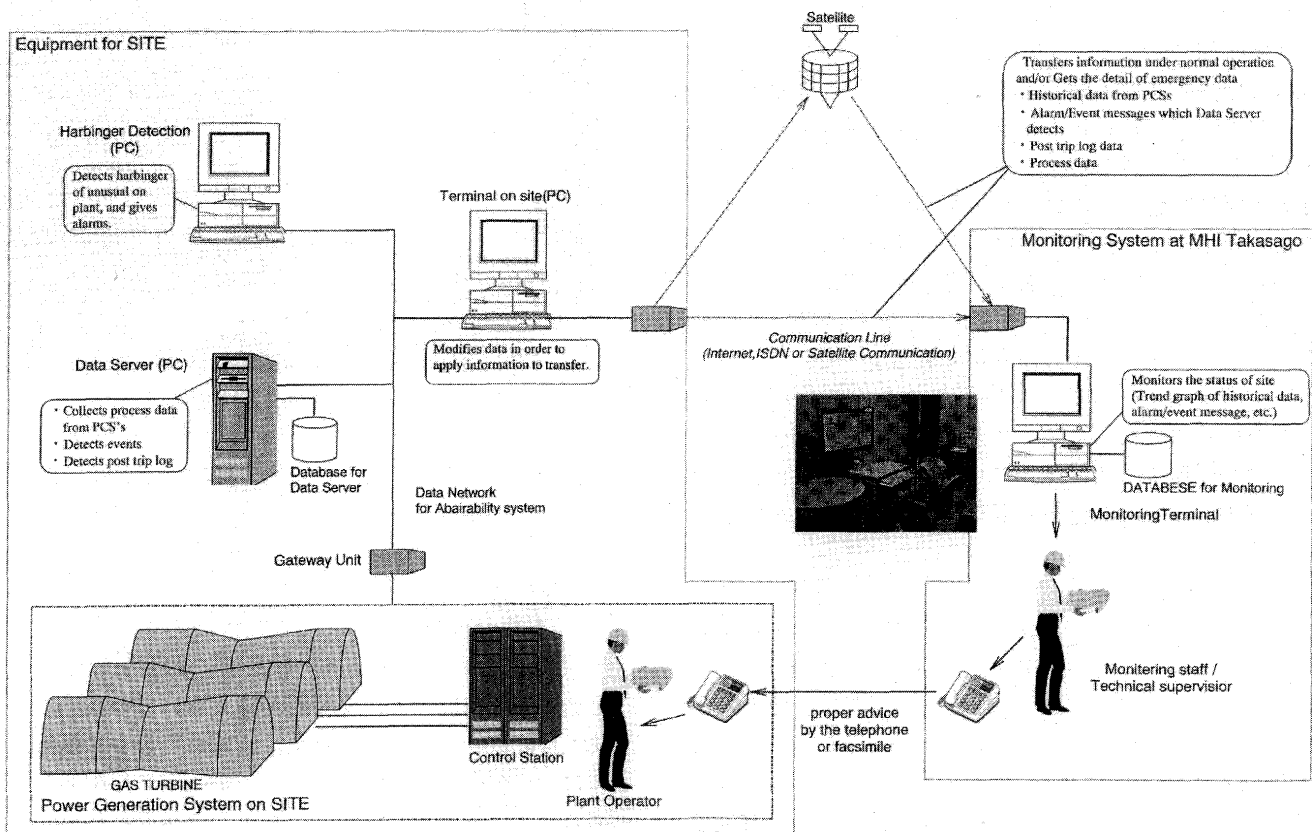 Satellite
Equipment for SITE
Transfers information under normal operation
and/or Gets the detail of emergency data
・ Historical data from PCSs
・ Alarm/Event messages which Data Server
detects
・ Post trip log data
・ Process data
Harbinger Detection
(PC)
Detects harbinger
of unusual on
plant, and gives
alarms.
Terminal on site(PC)
Monitoring System at MHI Takasago
Communication Line
(Internet,ISDN or Satellite Communication)
Modifies data in order to
apply information to transfer.
Data Server (PC)
・ Collects process data
from PCS's
・ Detects events
・ Detects post trip log
Database for
Data Server
Monitors the status of site
(Trend graph of historical data,
alarm/event message, etc.)
DATABESE for Monitoring
MonitoringTerminal
Data Network
for Abairability system
Gateway Unit
Monitering staff /
Technical supervisior
proper advice
by the telephone
or facsimile
Control Station
GAS TURBINE
Plant Operator
Power Generation System on SITE